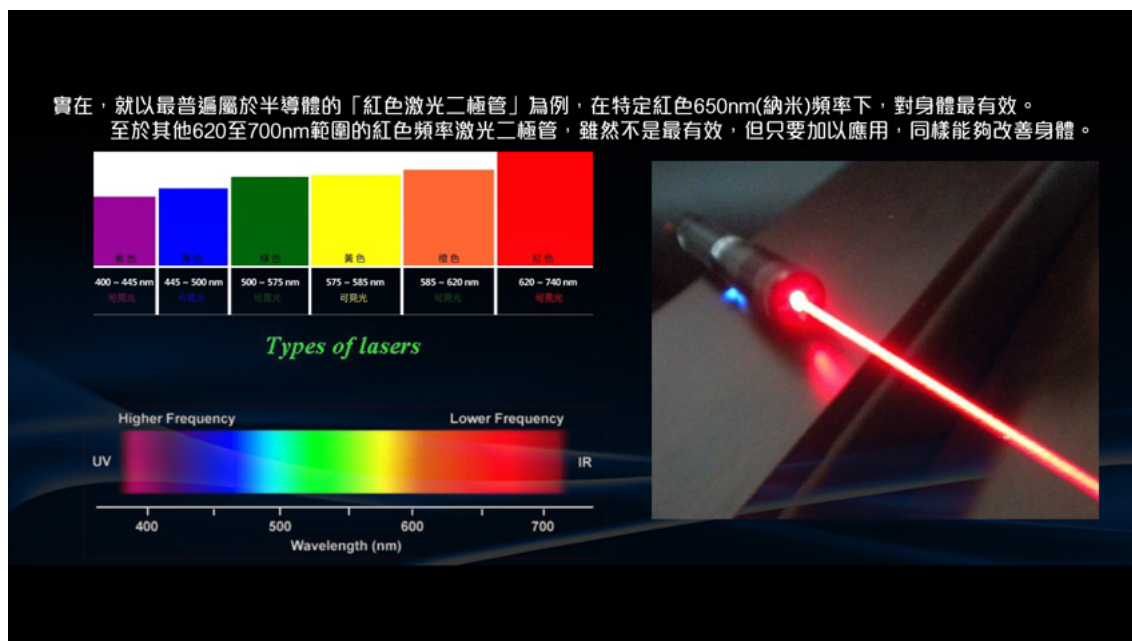 實在，就以最普遍屬於半導體的「紅色激光二極管」為例，在特定紅色650nm(納米)頻率下，對身體最有效。
至於其他620至700nm範圍的紅色頻率激光二極管，雖然不是最有效，但只要加以應用，同樣能夠改善身體。
紫色 綠色 黃色 橙色 紅色
400 ~ 445 nm 445 ~ 500 nm 500 ~ 575 nm 575 ~ 585 nm 585 ~ 620 nm 620 ~ 740 nm
可見光 可見光 可見光 可見光 可見光 可見光
Types of lasers
Higher Frequency Lower Frequency
UV IR
400 500 600 700
Wavelength (nm)